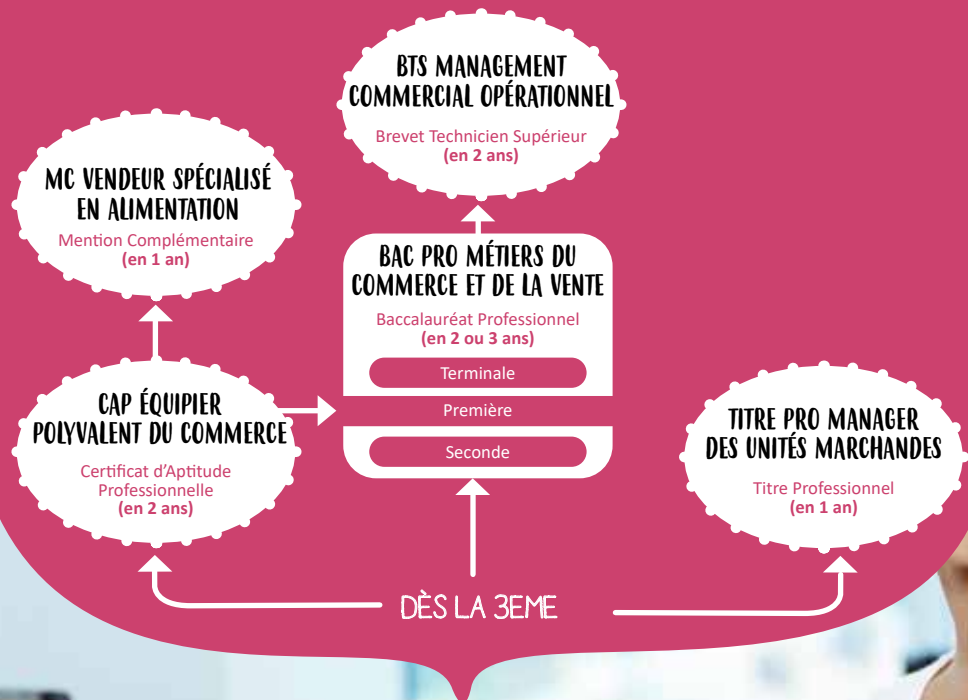 BTS MANAGEMENT
COMMERCIAL OPÉRATIONNEL
Brevet Technicien Supérieur
(en 2 ans)
MC VENDEUR SPÉCIALISÉ
EN ALIMENTATION
Mention Complémentaire
(en 1 an)
BAC PRO MÉTIERS DU
COMMERCE ET DE LA VENTE
Baccalauréat Professionnel
(en 2 ou 3 ans)
Terminale
Première
Seconde
CAP ÉQUIPIER
POLYVALENT DU COMMERCE
Certificat d'Aptitude
Professionnelle
(en 2 ans)
TITRE PRO MANAGER
DES UNITÉS MARCHANDES
Titre Professionnel
(en 1 an)
DÈS LA 3EME